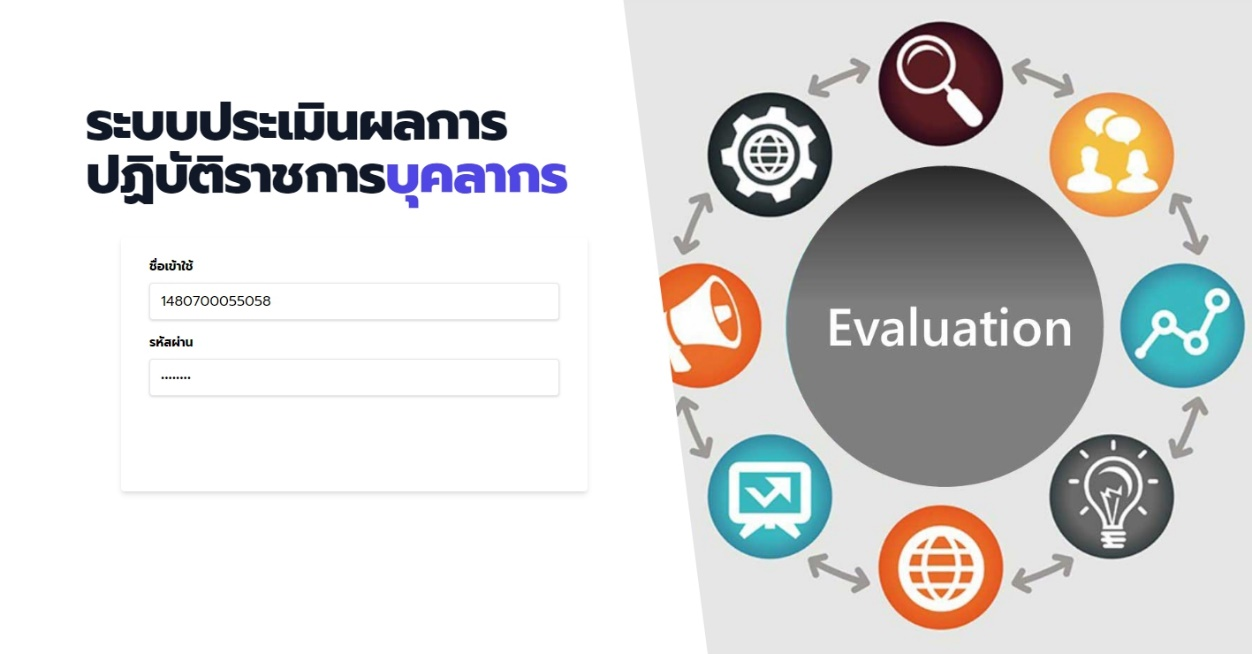 ระบบประเมินผลการ
ปฏิบัติราชการบุคลากร
ชื่อเข้าใช้
1480700055058
รหัสผ่าน
........
Evaluation